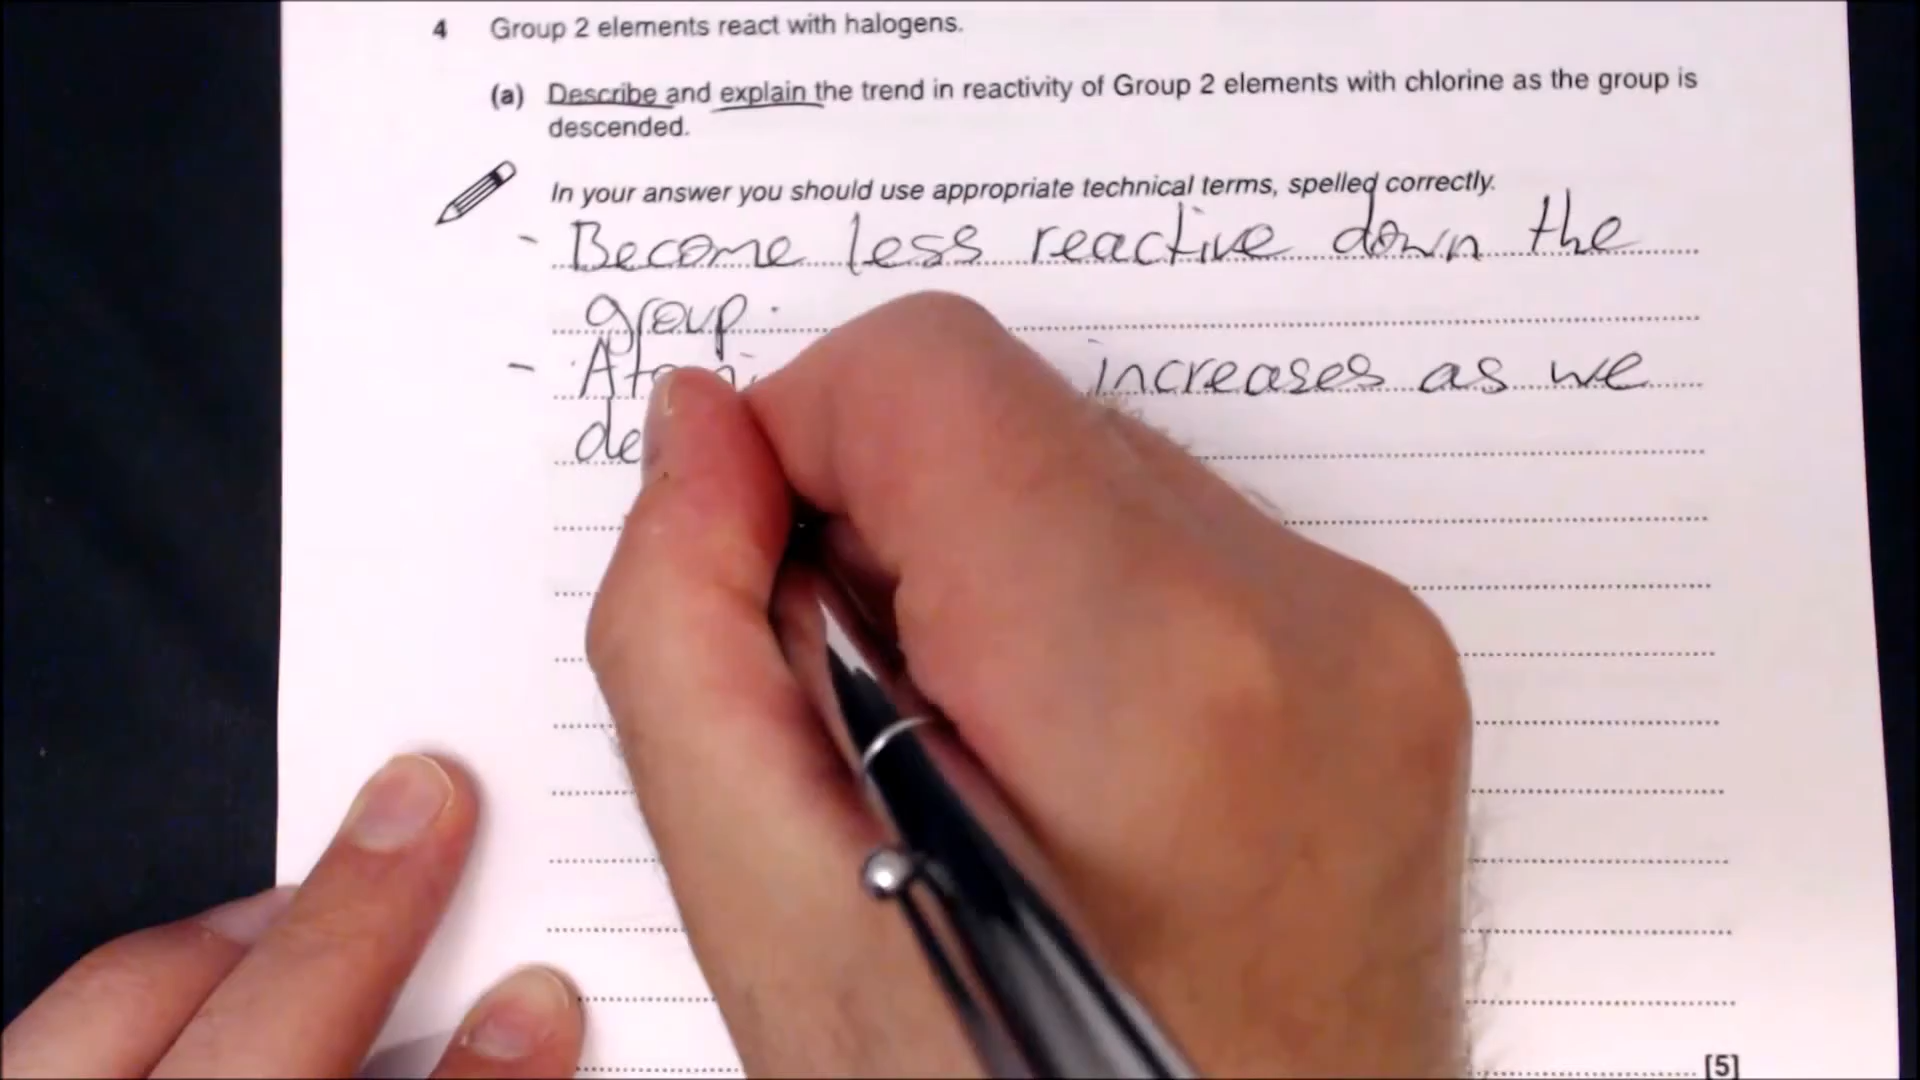 4 Group 2 elements react with halogens.
(a) Describe and explain the trend in reactivity of Group 2 elements with chlorine as the group is
descended.
In your answer you should use appropriate technical terms, spelled correctly.
- Become less reactive down the
group.
- increases as we
[5]